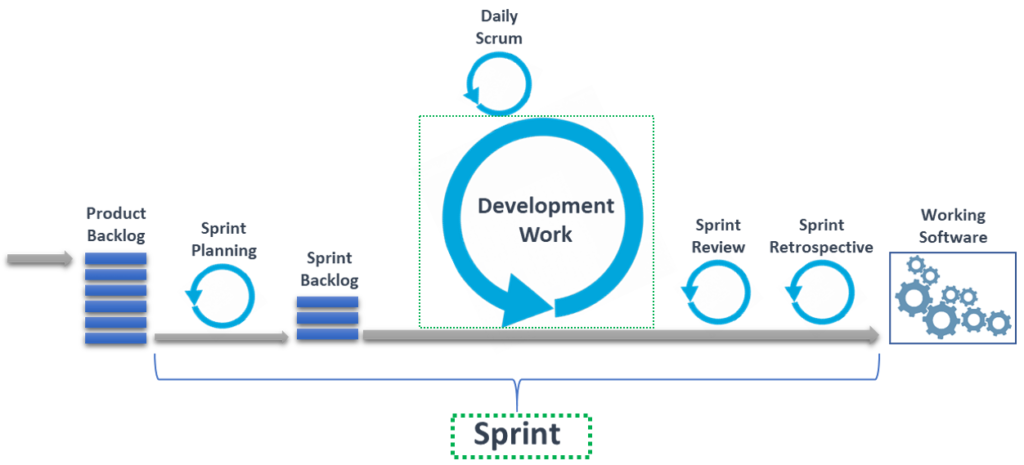 Daily
Scrum
Development
Work
Product
Backlog
Sprint
Planning
Sprint
Backlog
Sprint
Review
Sprint
Retrospective
Working
Software
Sprint